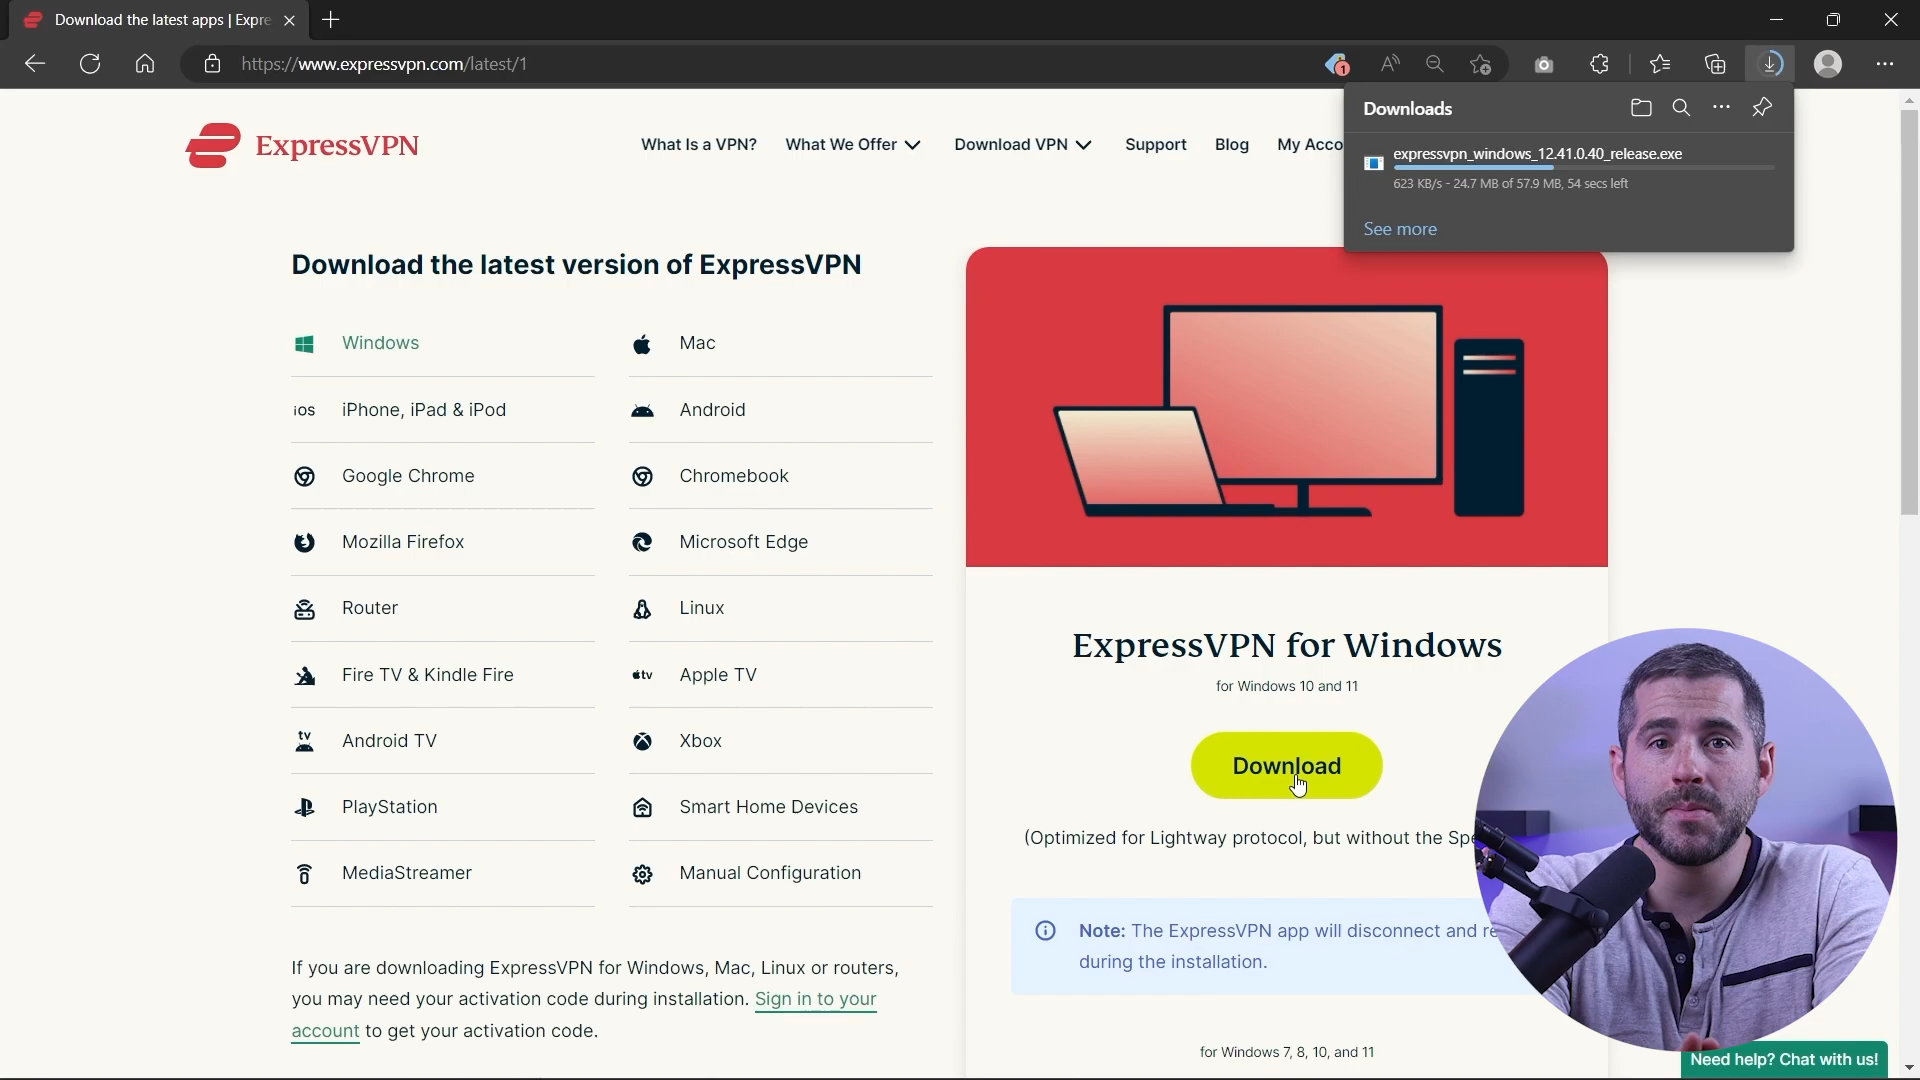 Download the latest apps | Expre
https://www.expressvpn.com/latest/1
1
Downloads
expressvpn_windows_12.41.0.40_release.exe
623 KB/s - 24.7 MB of 57.9 MB, 54 secs left
See more
ExpressVPN
What Is a VPN?
What We Offer
Download VPN
Support
Blog
My Acco
Download the latest version of ExpressVPN
Windows
Mac
iOS
iPhone, iPad & iPod
Android
Google Chrome
Chromebook
Mozilla Firefox
Microsoft Edge
Router
Linux
Fire TV & Kindle Fire
tv
Apple TV
tv
Android TV
Xbox
PlayStation
Smart Home Devices
MediaStreamer
Manual Configuration
If you are downloading ExpressVPN for Windows, Mac, Linux or routers,
you may need your activation code during installation. Sign in to your
account to get your activation code.
ExpressVPN for Windows
for Windows 10 and 11
Download
(Optimized for Lightway protocol, but without the Spe
Note: The ExpressVPN app will disconnect and re
during the installation.
for Windows 7, 8, 10, and 11
Need help? Chat with us!